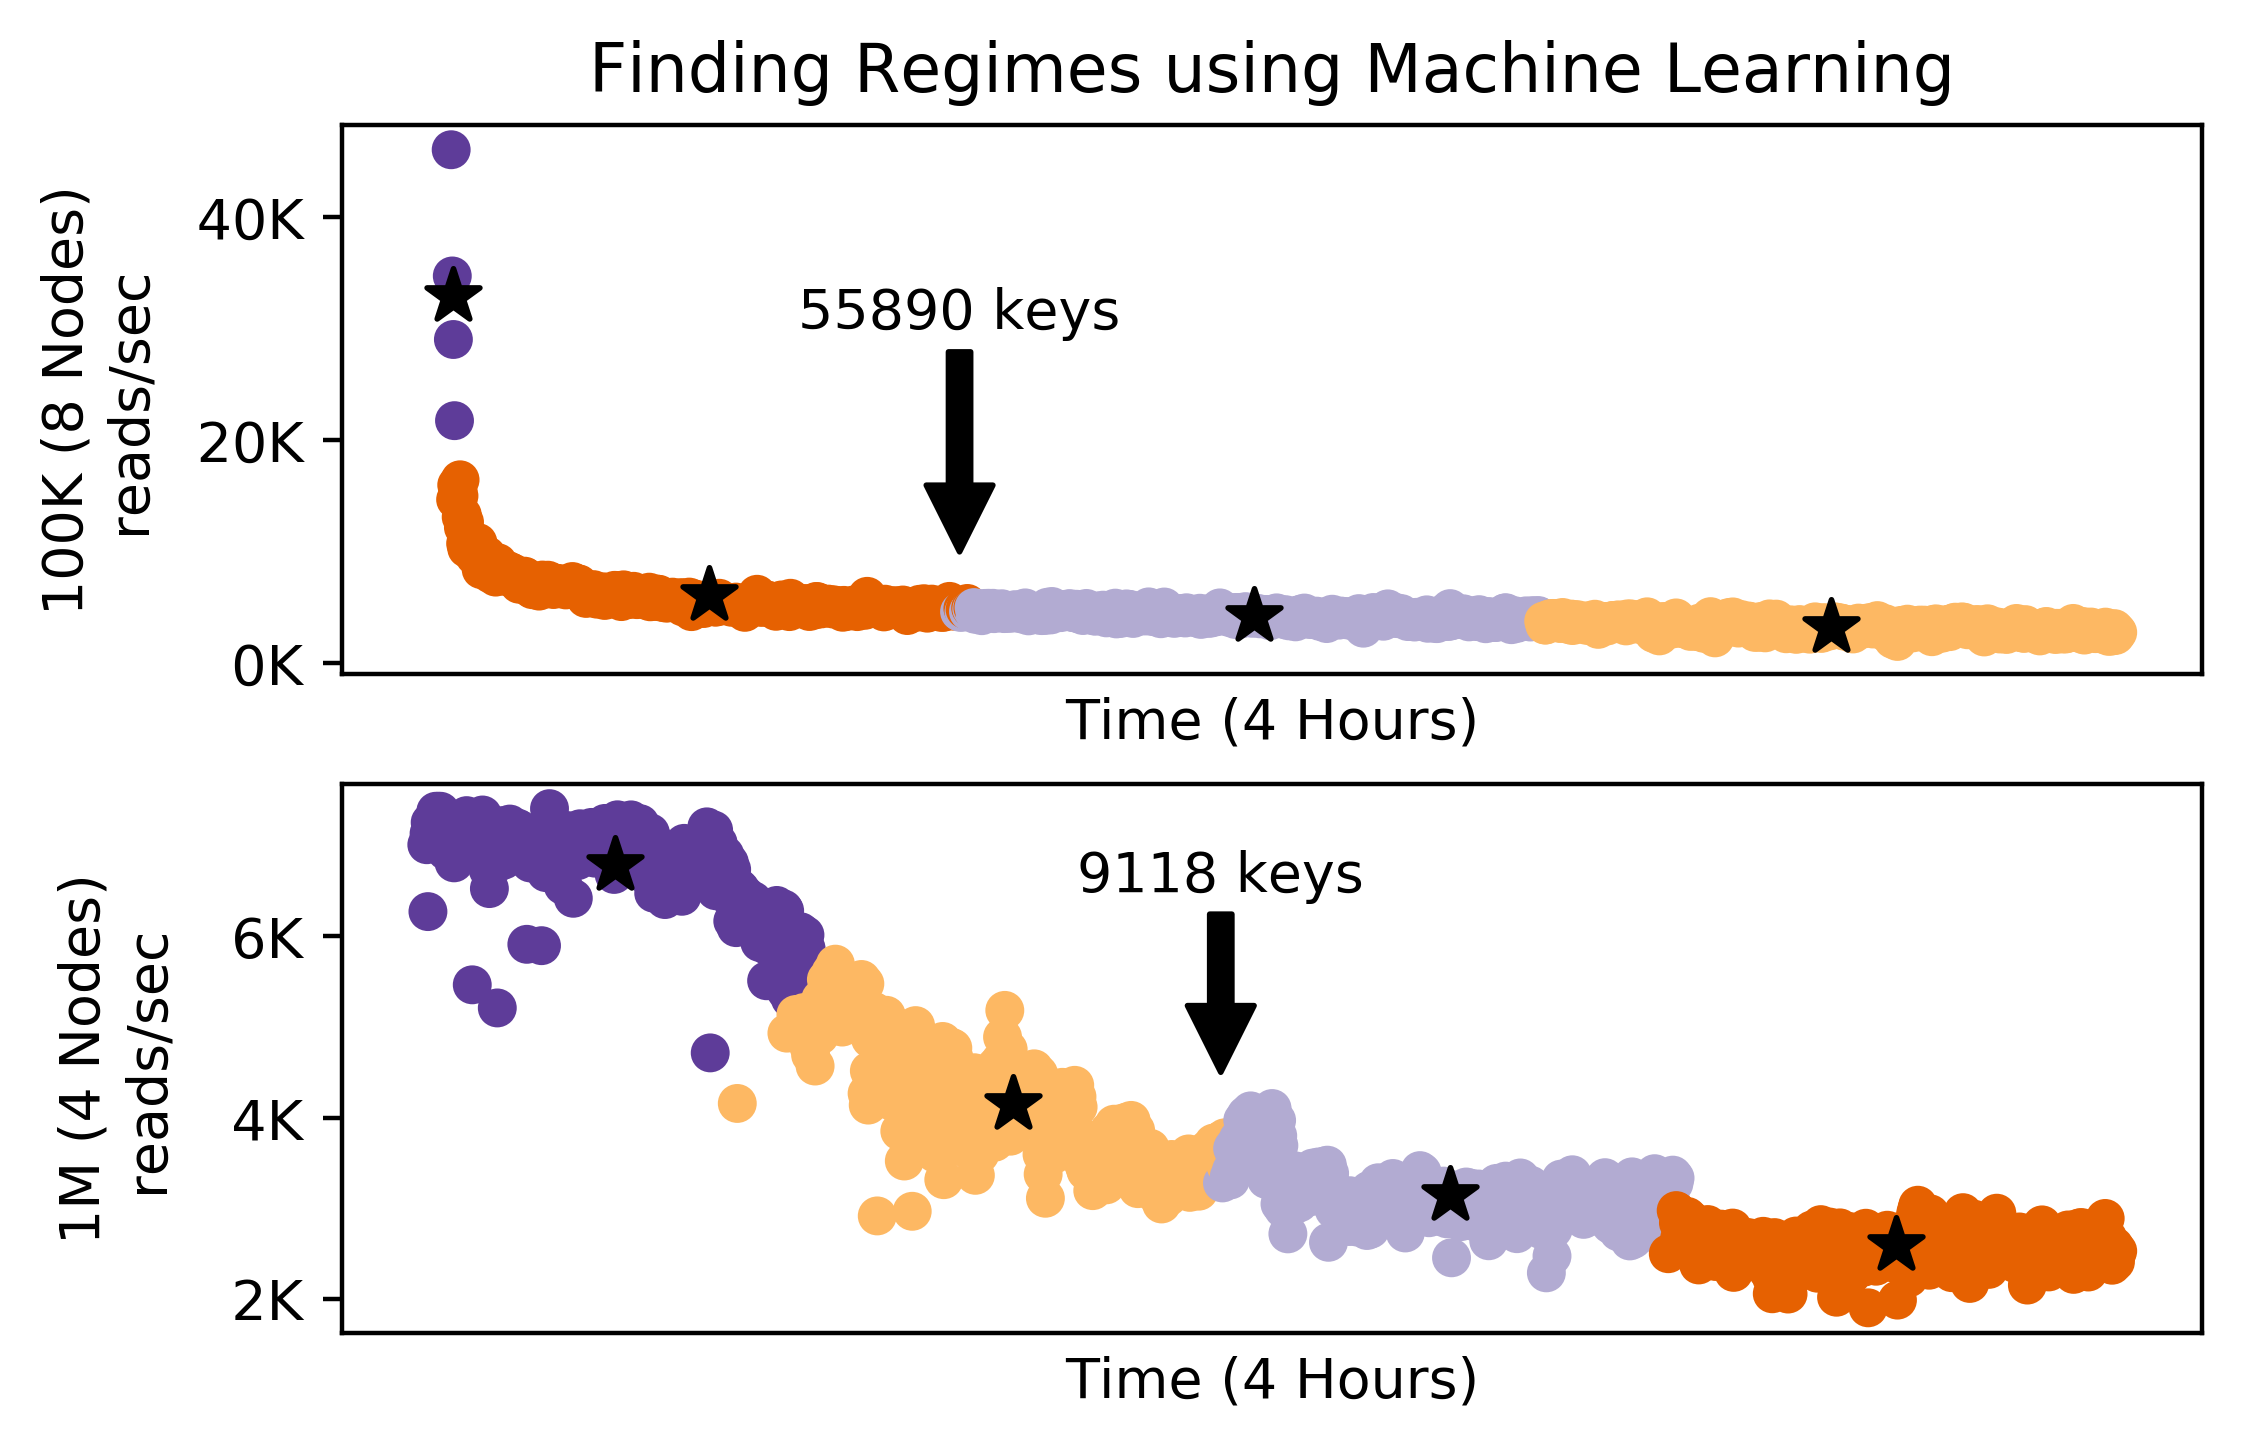 Finding Regimes using Machine Learning
100K (8 Nodes)
reads/sec
40K
20K
0K
55890 keys
Time (4 Hours)
1M (4 Nodes)
reads/sec
6K
4K
2K
9118 keys
Time (4 Hours)